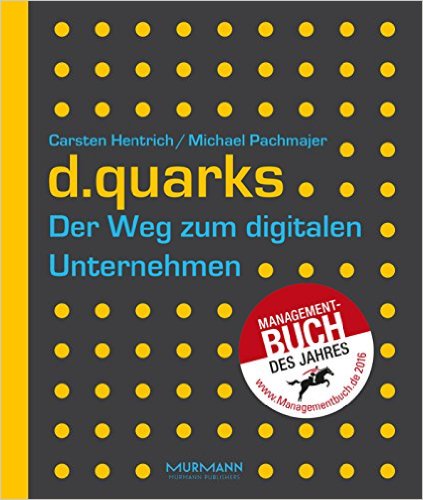 Carsten Hentrich / Michael Pachmajer
d.quarks
Der Weg zum digitalen
Unternehmen
MANAGEMENT-
BUCH
DES JAHRES
www.Managementbuch.de 2016
MURMANN
MURMANN PUBLISHERS